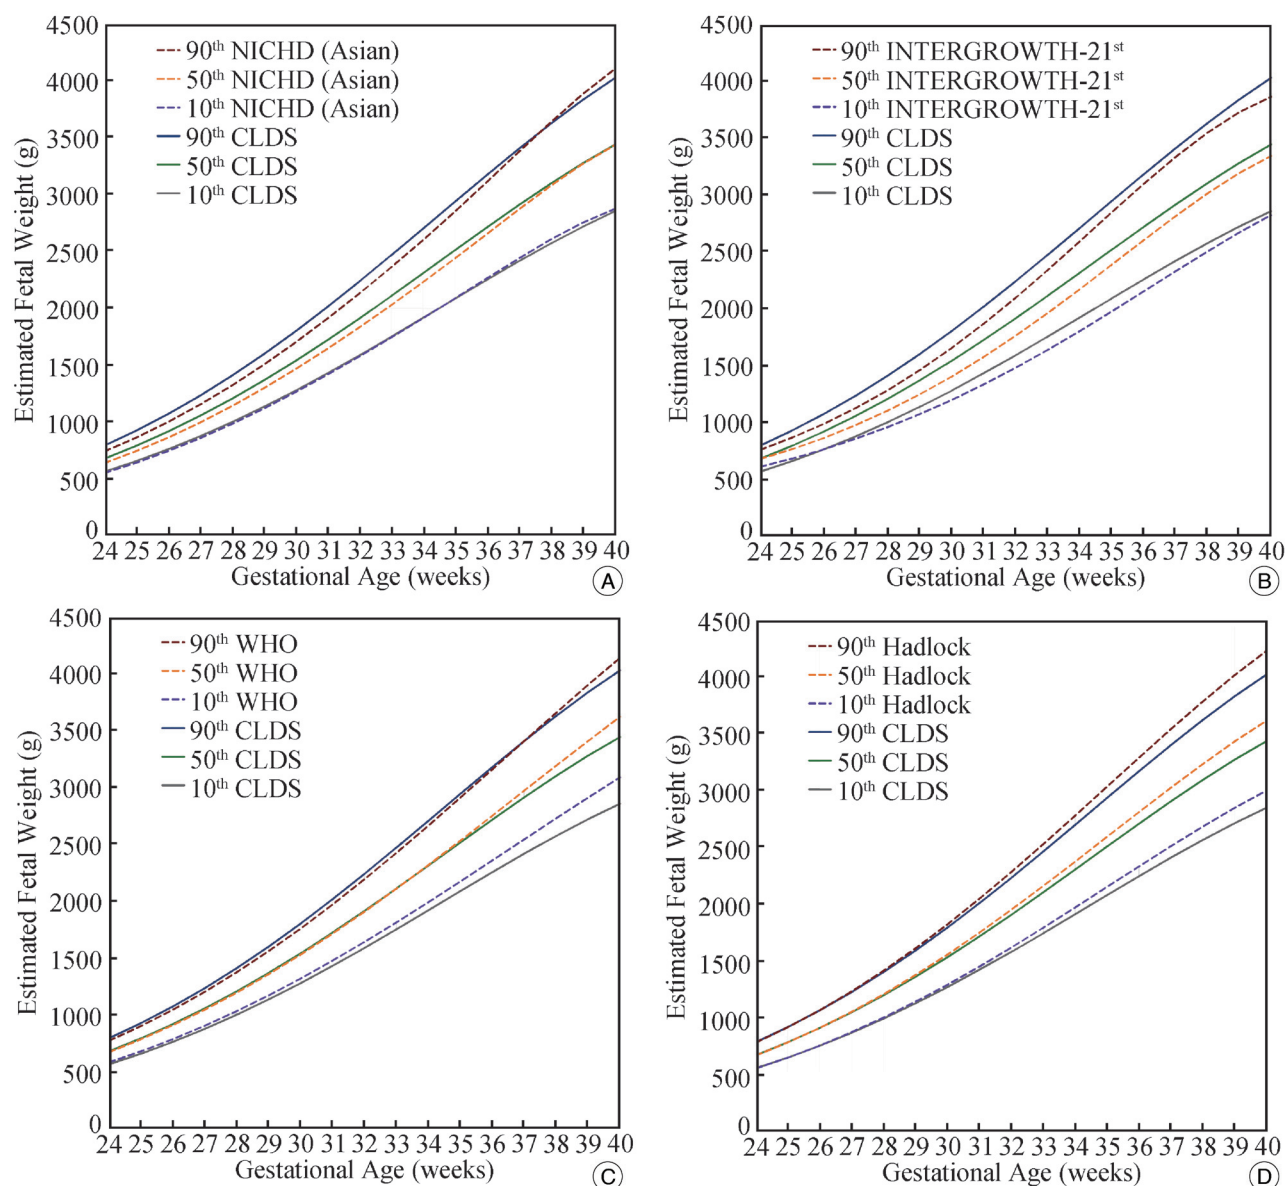 4500
4000
3500
3000
2500
2000
1500
1000
500
0
Estimated Fetal Weight (g)
90th NICHD (Asian)
50th NICHD (Asian)
10th NICHD (Asian)
90th CLDS
50th CLDS
10th CLDS
24 25 26 27 28 29 30 31 32 33 34 35 36 37 38 39 40
Gestational Age (weeks)
A
4500
4000
3500
3000
2500
2000
1500
1000
500
0
Estimated Fetal Weight (g)
90th INTERGROWTH-21st
50th INTERGROWTH-21st
10th INTERGROWTH-21st
90th CLDS
50th CLDS
10th CLDS
24 25 26 27 28 29 30 31 32 33 34 35 36 37 38 39 40
Gestational Age (weeks)
B
4500
4000
3500
3000
2500
2000
1500
1000
500
0
Estimated Fetal Weight (g)
90th WHO
50th WHO
10th WHO
90th CLDS
50th CLDS
10th CLDS
24 25 26 27 28 29 30 31 32 33 34 35 36 37 38 39 40
Gestational Age (weeks)
C
4500
4000
3500
3000
2500
2000
1500
1000
500
0
Estimated Fetal Weight (g)
90th Hadlock
50th Hadlock
10th Hadlock
90th CLDS
50th CLDS
10th CLDS
24 25 26 27 28 29 30 31 32 33 34 35 36 37 38 39 40
Gestational Age (weeks)
D